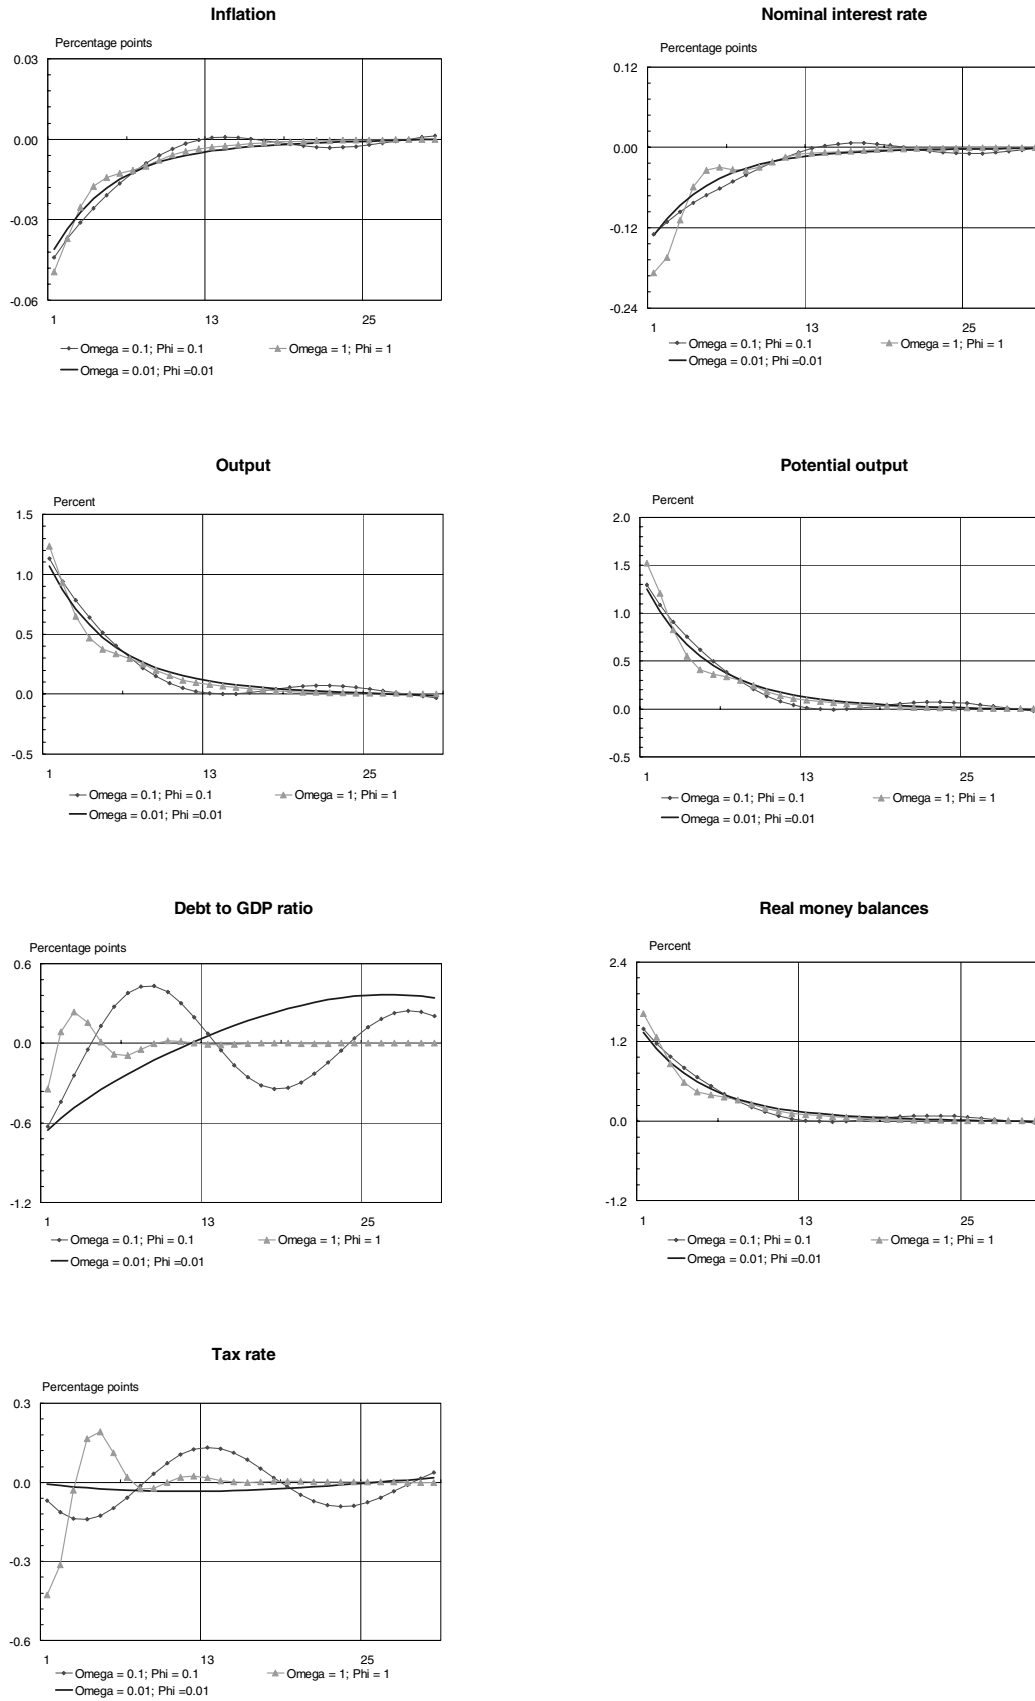 Inflation
Percentage points
0.03
0.00
-0.03
-0.06
1 13 25
Omega = 0.1; Phi = 0.1 Omega = 1; Phi = 1
Omega = 0.01; Phi =0.01
Nominal interest rate
Percentage points
0.12
0.00
-0.12
-0.24
1 13 25
Omega = 0.1; Phi = 0.1 Omega = 1; Phi = 1
Omega = 0.01; Phi =0.01
Output
Percent
1.5
1.0
0.5
0.0
-0.5
1 13 25
Omega = 0.1; Phi = 0.1 Omega = 1; Phi = 1
Omega = 0.01; Phi =0.01
Potential output
Percent
2.0
1.5
1.0
0.5
0.0
-0.5
1 13 25
Omega = 0.1; Phi = 0.1 Omega = 1; Phi = 1
Omega = 0.01; Phi =0.01
Debt to GDP ratio
Percentage points
0.6
0.0
-0.6
-1.2
1 13 25
Omega = 0.1; Phi = 0.1 Omega = 1; Phi = 1
Omega = 0.01; Phi =0.01
Real money balances
Percent
2.4
1.2
0.0
-1.2
1 13 25
Omega = 0.1; Phi = 0.1 Omega = 1; Phi = 1
Omega = 0.01; Phi =0.01
Tax rate
Percentage points
0.3
0.0
-0.3
-0.6
1 13 25
Omega = 0.1; Phi = 0.1 Omega = 1; Phi = 1
Omega = 0.01; Phi =0.01